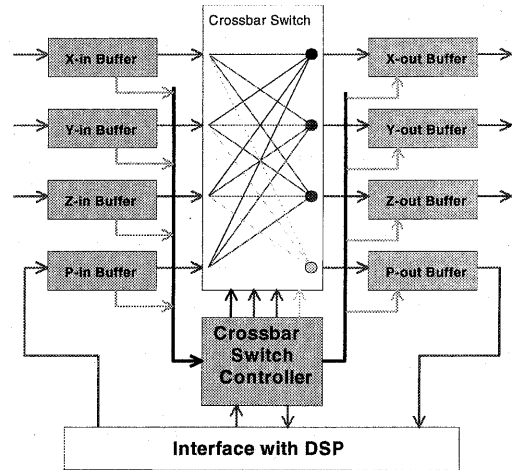 Crossbar Switch
X-in Buffer
X-out Buffer
Y-in Buffer
Y-out Buffer
Z-in Buffer
Z-out Buffer
P-in Buffer
P-out Buffer
Crossbar
Switch
Controller
Interface with DSP